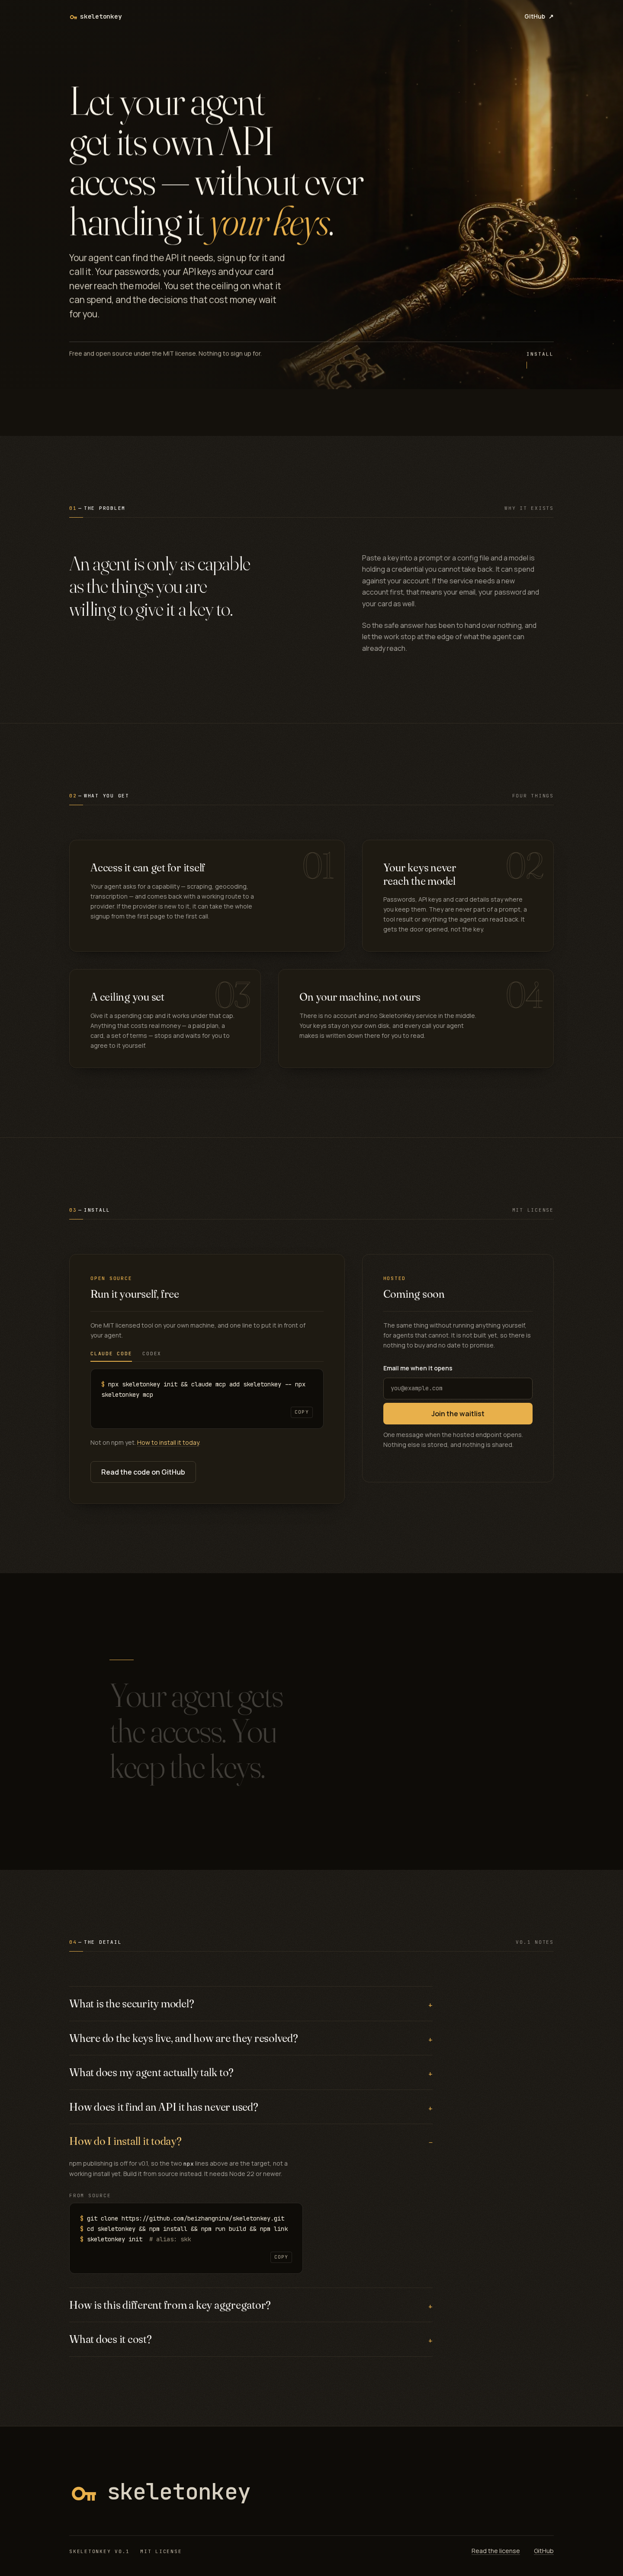 skeletonkey
GitHub ↗
Let your agent
get its own API
access — without ever
handing it your keys.
Your agent can find the API it needs, sign up for it and
call it. Your passwords, your API keys and your card
never reach the model. You set the ceiling on what it
can spend, and the decisions that cost money wait
for you.
Free and open source under the MIT license. Nothing to sign up for.
INSTALL
01 — THE PROBLEM
WHY IT EXISTS
An agent is only as capable
as the things you are
willing to give it a key to.
Paste a key into a prompt or a config file and a model is
holding a credential you cannot take back. It can spend
against your account. If the service needs a new
account first, that means your email, your password and
your card as well.
So the safe answer has been to hand over nothing, and
let the work stop at the edge of what the agent can
already reach.
02 — WHAT YOU GET
FOUR THINGS
01
Access it can get for itself
Your agent asks for a capability — scraping, geocoding,
transcription — and comes back with a working route to a
provider. If the provider is new to it, it can take the whole
signup from the first page to the first call.
02
Your keys never
reach the model
Passwords, API keys and card details stay where
you keep them. They are never part of a prompt, a
tool result or anything the agent can read back. It
gets the door opened, not the key.
03
A ceiling you set
Give it a spending cap and it works under that cap.
Anything that costs real money — a paid plan, a
card, a set of terms — stops and waits for you to
agree to it yourself.
04
On your machine, not ours
There is no account and no SkeletonKey service in the middle.
Your keys stay on your own disk, and every call your agent
makes is written down there for you to read.
03 — INSTALL
MIT LICENSE
OPEN SOURCE
Run it yourself, free
One MIT licensed tool on your own machine, and one line to put it in front of
your agent.
CLAUDE CODE
CODEX
$ npx skeletonkey init && claude mcp add skeletonkey -- npx
skeletonkey mcp
COPY
Not on npm yet. How to install it today.
Read the code on GitHub
HOSTED
Coming soon
The same thing without running anything yourself,
for agents that cannot. It is not built yet, so there is
nothing to buy and no date to promise.
Email me when it opens
you@example.com
Join the waitlist
One message when the hosted endpoint opens.
Nothing else is stored, and nothing is shared.
Your agent gets
the access. You
keep the keys.
04 — THE DETAIL
V0.1 NOTES
What is the security model?
+
Where do the keys live, and how are they resolved?
+
What does my agent actually talk to?
+
How does it find an API it has never used?
+
How do I install it today?
–
npm publishing is off for v0.1, so the two npx lines above are the target, not a
working install yet. Build it from source instead. It needs Node 22 or newer.
FROM SOURCE
$ git clone https://github.com/beizhangnina/skeletonkey.git
$ cd skeletonkey && npm install && npm run build && npm link
$ skeletonkey init # alias: skk
COPY
How is this different from a key aggregator?
+
What does it cost?
+
skeletonkey
SKELETONKEY V0.1
MIT LICENSE
Read the license
GitHub